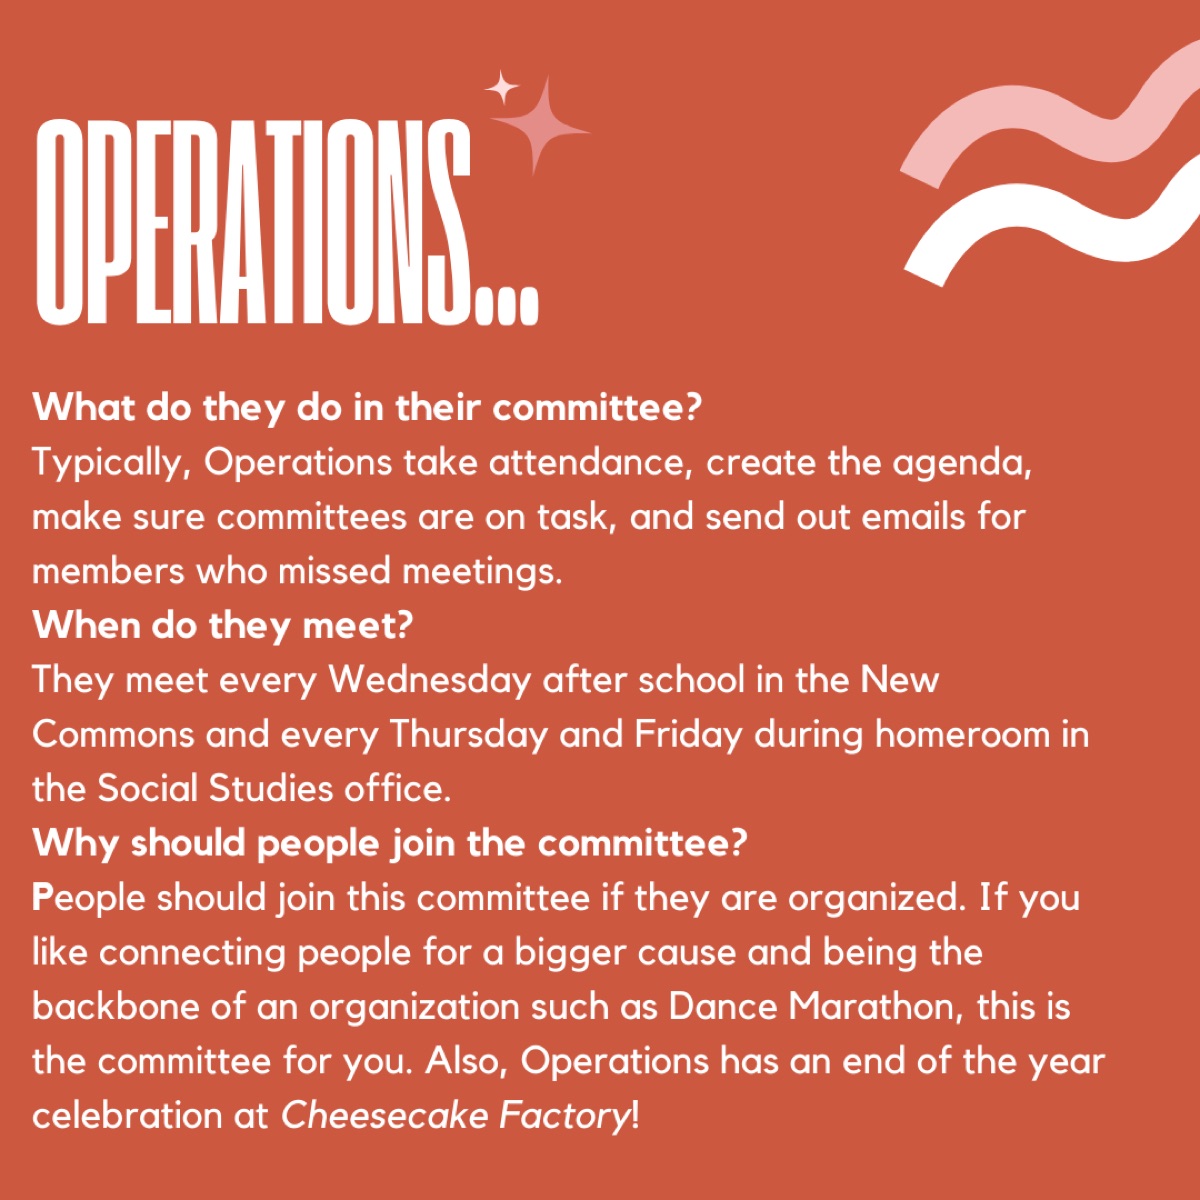 OPERATIONS...
What do they do in their committee?
Typically, Operations take attendance, create the agenda,
make sure committees are on task, and send out emails for
members who missed meetings.
When do they meet?
They meet every Wednesday after school in the New
Commons and every Thursday and Friday during homeroom in
the Social Studies office.
Why should people join the committee?
People should join this committee if they are organized. If you
like connecting people for a bigger cause and being the
backbone of an organization such as Dance Marathon, this is
the committee for you. Also, Operations has an end of the year
celebration at Cheesecake Factory!